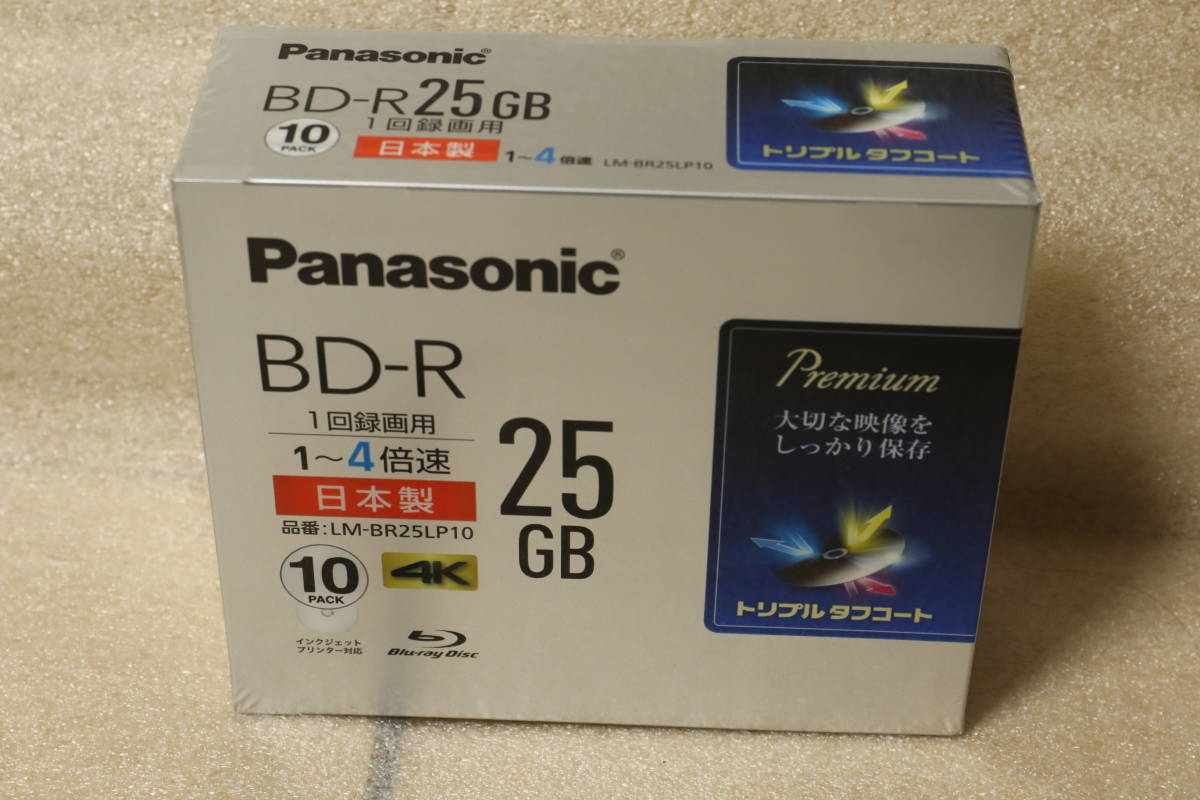 Panasonic®
BD-R 25GB
1回録画用
10
PACK
日本製
1～4倍速 LM-BR25LP10
トリプル タフコート
Panasonic®
BD-R
1回録画用
1～4倍速
日本製
品番:LM-BR25LP10
25
GB
10
PACK
4K
インクジェット
プリンター対応
Blu-ray Disc
Premium
大切な映像を
しっかり保存
トリプル タフコート